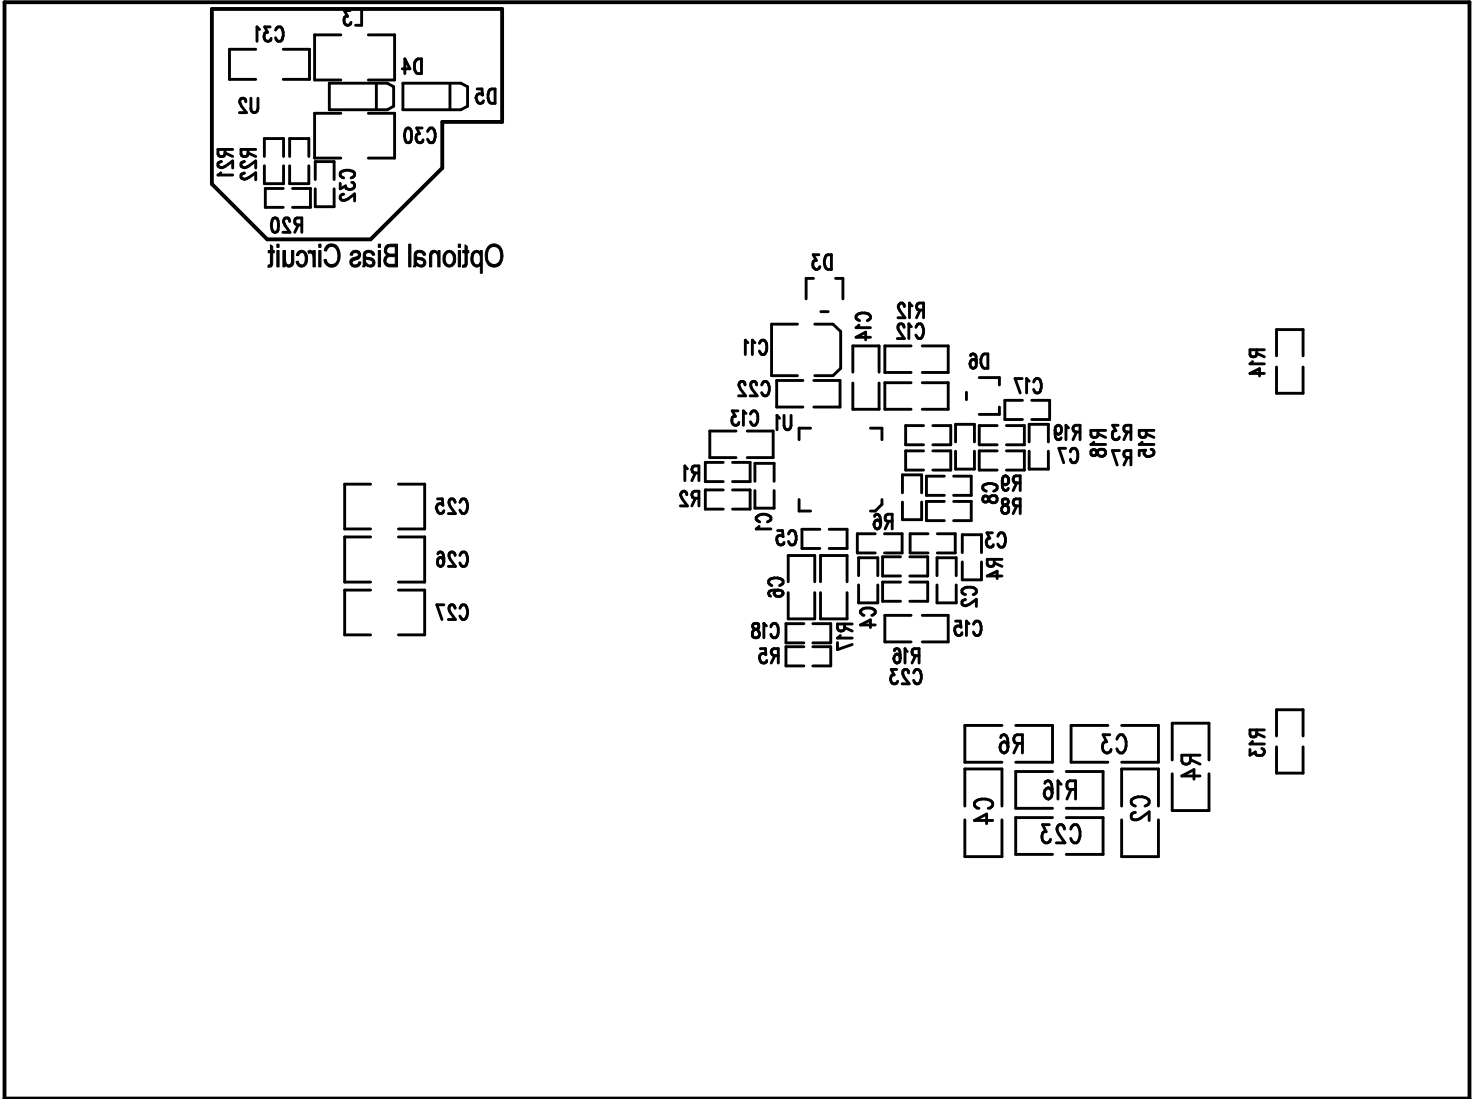 L3
C31
D4
D5
U2
C30
R21
R22
C32
R20
Optional Bias Circuit
D3
R12
C12
C14
C11
D6
C22
C17
C13
U1
R19
R18
R3
R15
C7
R7
R1
R2
R9
C8
R8
C1
R6
C5
C3
R4
C6
C2
C4
C18
R17
C15
R5
R16
C23
R14
C25
C26
C27
R13
R6
C3
R4
R16
C4
C2
C23